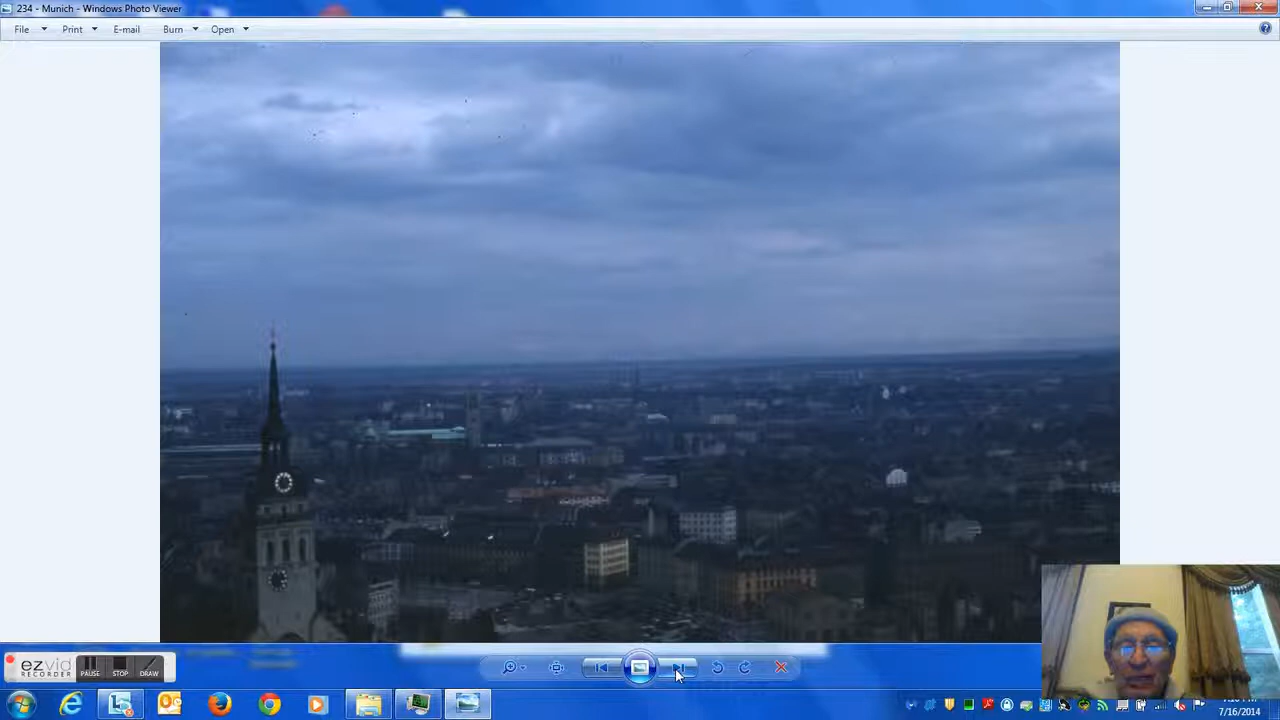 234 - Munich - Windows Photo Viewer
File Print E-mail Burn Open
ezvid
RECORDER
PAUSE STOP DRAW
7/16/2014